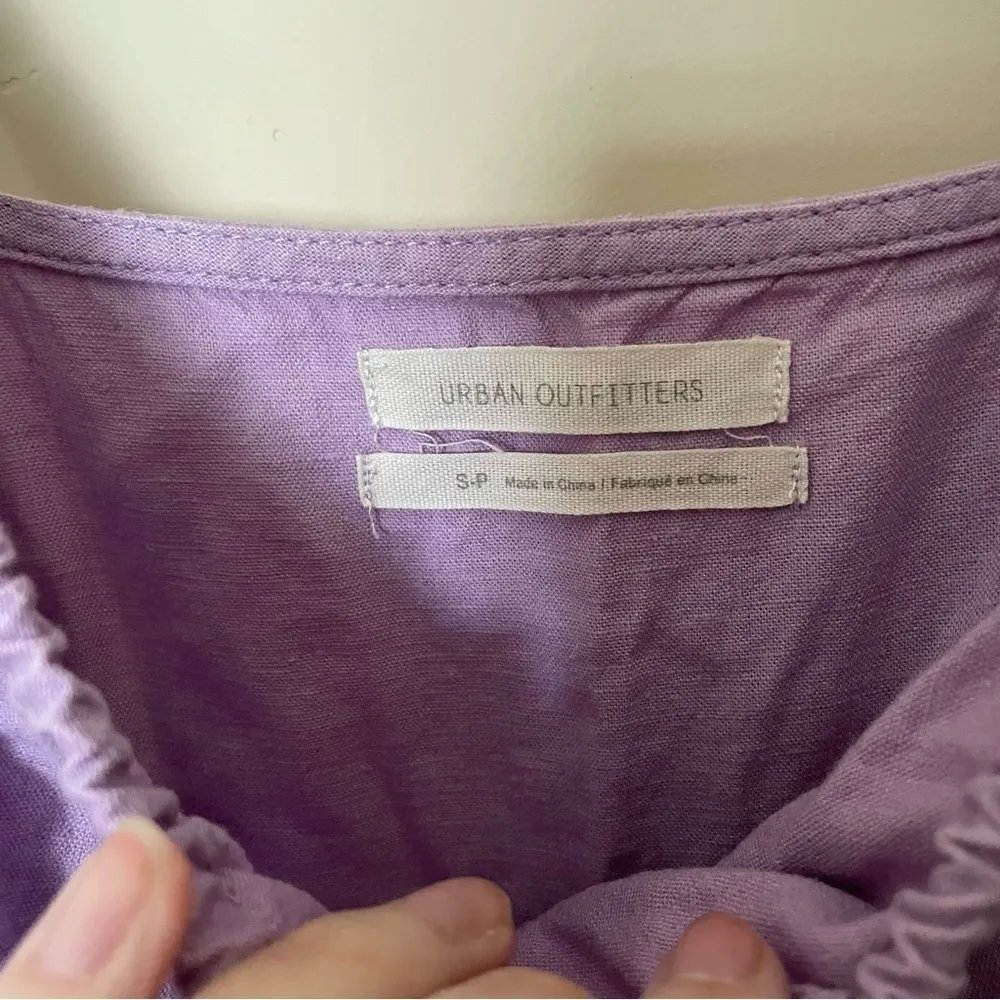 URBAN OUTFITTERS
S-P Made in China / Fabriqué en Chine